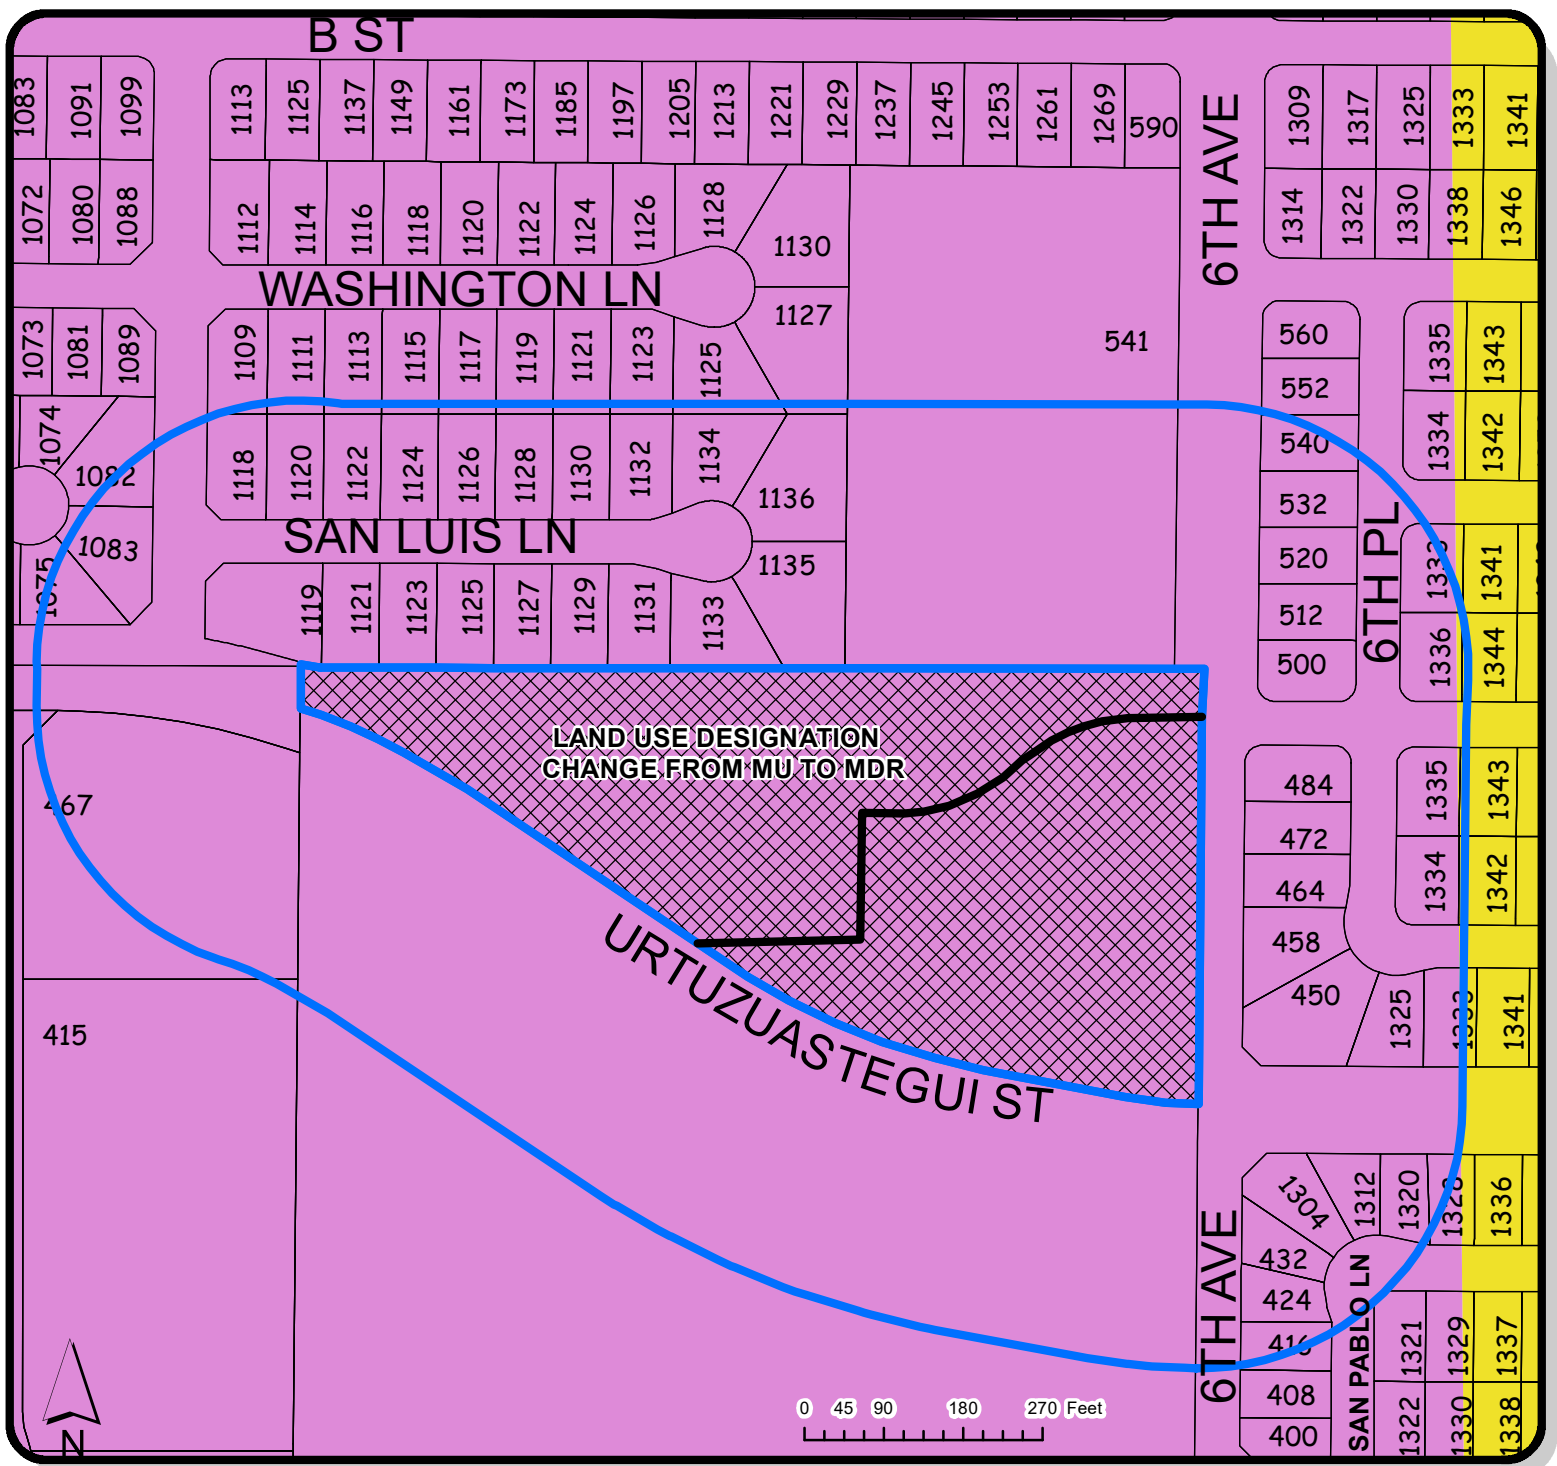 B ST
1083 1091 1099 1113 1125 1137 1149 1161 1173 1185 1197 1205 1213 1221 1229 1237 1245 1253 1261 1269 590 1309 1317 1325 1333 1341
6TH AVE
1072 1080 1088 1112 1114 1116 1118 1120 1122 1124 1126 1128 1130 1314 1322 1330 1338 1346
WASHINGTON LN
1127
541
1073 1081 1089 1109 1111 1113 1115 1117 1119 1121 1123 1125 560 1335 1343
552
1074 1082 1118 1120 1122 1124 1126 1128 1130 1132 1134 1136 540 1334 1342
532
SAN LUIS LN
6TH PL
1075 1083 1135 520 1333 1341
1119 1121 1123 1125 1127 1129 1131 1133 512
500 1336 1344
LAND USE DESIGNATION
CHANGE FROM MU TO MDR
467 484 1335 1343
472
464 1334 1342
458
URTUZUASTEGUI ST
415 450 1325 1333 1341
1304 1312 1320 1328 1336
6TH AVE
432
424
SAN PABLO LN
416 1321 1329 1337
408 1322 1330 1338
400
0 45 90 180 270 Feet
N